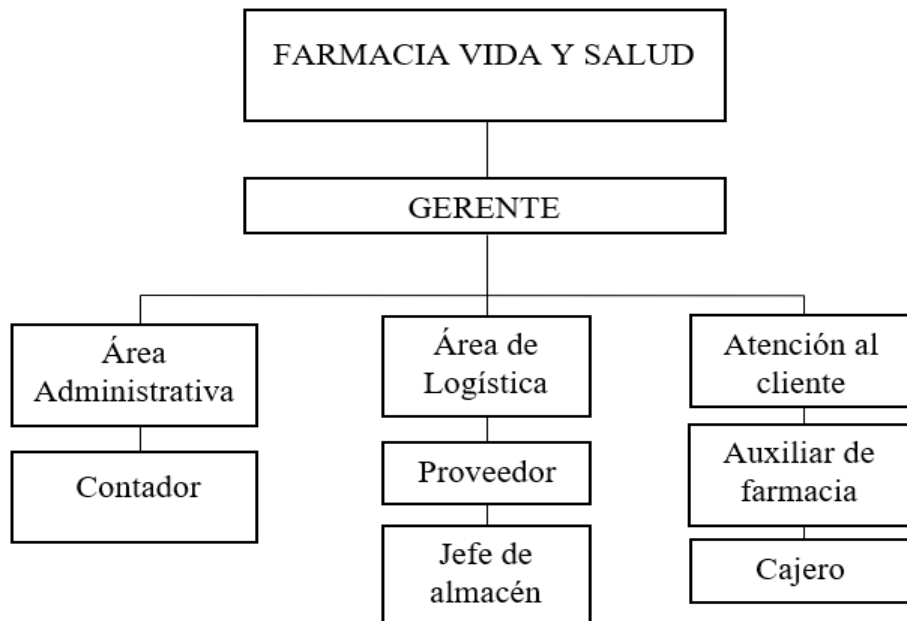 FARMACIA VIDA Y SALUD
GERENTE
Área
Administrativa
Contador
Área de
Logística
Proveedor
Jefe de
almacén
Atención al
cliente
Auxiliar de
farmacia
Cajero